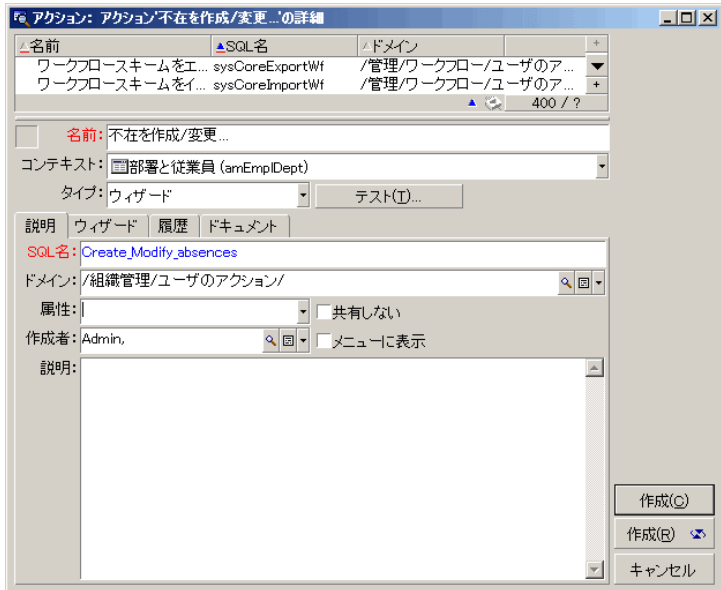 アクション: アクション'不在を作成/変更...'の詳細
名前 SQL名 ドメイン
ワークフロースキームをエ... sysCoreExportWf /管理/ワークフロー/ユーザのア...
ワークフロースキームをイ... sysCoreImportWf /管理/ワークフロー/ユーザのア...
400 / ?
名前: 不在を作成/変更...
コンテキスト: 部署と従業員 (amEmplDept)
タイプ: ウィザード テスト(T)...
説明 ウィザード 履歴 ドキュメント
SQL名: Create_Modify_absences
ドメイン: /組織管理/ユーザのアクション/
属性: 共有しない
作成者: Admin, メニューに表示
説明:
作成(C)
作成(R)
キャンセル